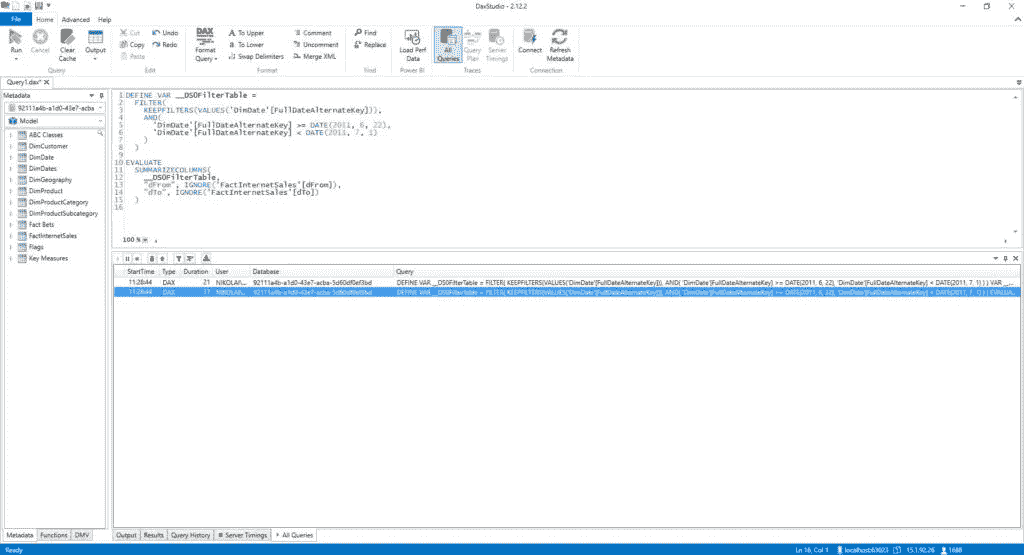 DaxStudio - 2.12.2
File Home Advanced Help
Run
Cancel
Clear Cache
Output
Query
Cut
Copy
Paste
Undo
Redo
Edit
DAX
Format Query
To Upper
To Lower
Swap Delimiters
Comment
Uncomment
Merge XML
Format
Find
Replace
Find
Load Perf Data
Power BI
All Queries
Query Plan
Server Timings
Traces
Connect
Refresh Metadata
Connection
Query1.dax*
Metadata
92111a4b-a1d0-43e7-acba
Model
ABC Classes
DimCustomer
DimDate
DimDates
DimGeography
DimProduct
DimProductCategory
DimProductSubcategory
Fact Bets
FactInternetSales
Flags
Key Measures
1 DEFINE VAR __DS0FilterTable =
2 FILTER(
3 KEEPFILTERS(VALUES('DimDate'[FullDateAlternateKey])),
4 AND(
5 'DimDate'[FullDateAlternateKey] >= DATE(2011, 6, 22),
6 'DimDate'[FullDateAlternateKey] < DATE(2011, 7, 1)
7 )
8 )
9
10 EVALUATE
11 SUMMARIZECOLUMNS(
12 __DS0FilterTable,
13 "dFrom", IGNORE('FactInternetSales'[dFrom]),
14 "dTo", IGNORE('FactInternetSales'[dTo])
15 )
16
100 %
StartTime Type Duration User Database Query
11:28:44 DAX 21 NIKOLAI\... 92111a4b-a1d0-43e7-acba-5d60df0ef3bd DEFINE VAR __DS0FilterTable = FILTER( KEEPFILTERS(VALUES('DimDate'[FullDateAlternateKey])), AND( 'DimDate'[FullDateAlternateKey] >= DATE(2011, 6, 22), 'DimDate'[FullDateAlternateKey] < DATE(2011, 7, 1) ) ) VAR __...
11:28:44 DAX 17 NIKOLAI\... 92111a4b-a1d0-43e7-acba-5d60df0ef3bd DEFINE VAR __DS0FilterTable = FILTER( KEEPFILTERS(VALUES('DimDate'[FullDateAlternateKey])), AND( 'DimDate'[FullDateAlternateKey] >= DATE(2011, 6, 22), 'DimDate'[FullDateAlternateKey] < DATE(2011, 7, 1) ) ) EVALUA...
Metadata Functions DMV
Output Results Query History Server Timings All Queries
Ready
Ln 16, Col 1 localhost:63023 15.1.92.26 1688